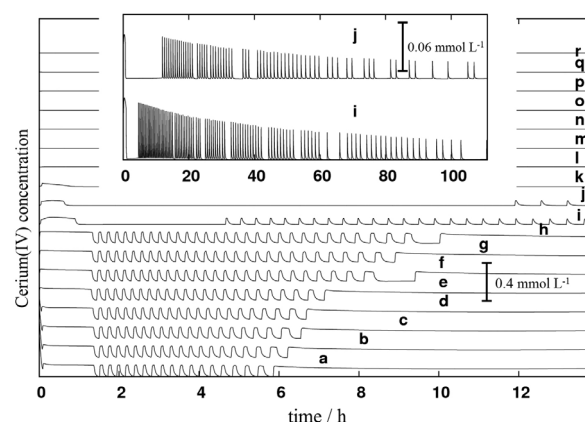 j
0.06 mmol L⁻¹
i
0 20 40 60 80 100
Cerium(IV) concentration
r
q
p
o
n
m
l
k
j
i
h
g
f
e
0.4 mmol L⁻¹
d
c
b
a
0 2 4 6 8 10 12
time / h